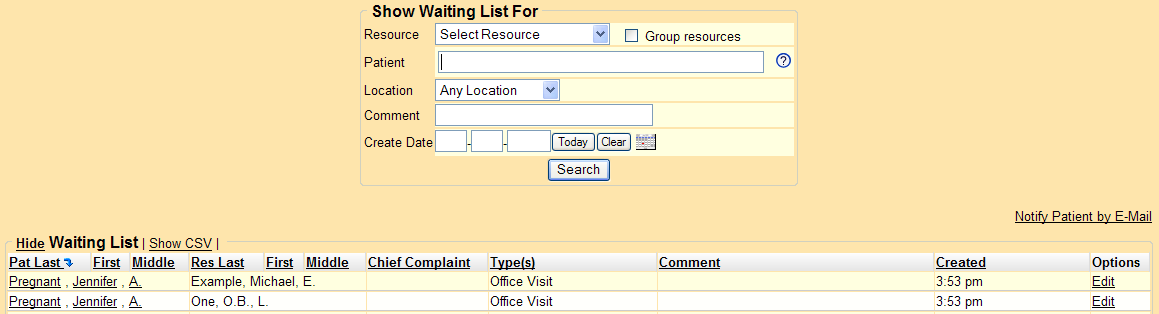 Show Waiting List For
Resource Select Resource Group resources
Patient ?
Location Any Location
Comment
Create Date - - Today Clear
Search
Notify Patient by E-Mail
Hide Waiting List | Show CSV |
Pat Last First Middle Res Last First Middle Chief Complaint Type(s) Comment Created Options
Pregnant , Jennifer , A. Example, Michael, E. Office Visit 3:53 pm Edit
Pregnant , Jennifer , A. One, O.B., L. Office Visit 3:53 pm Edit